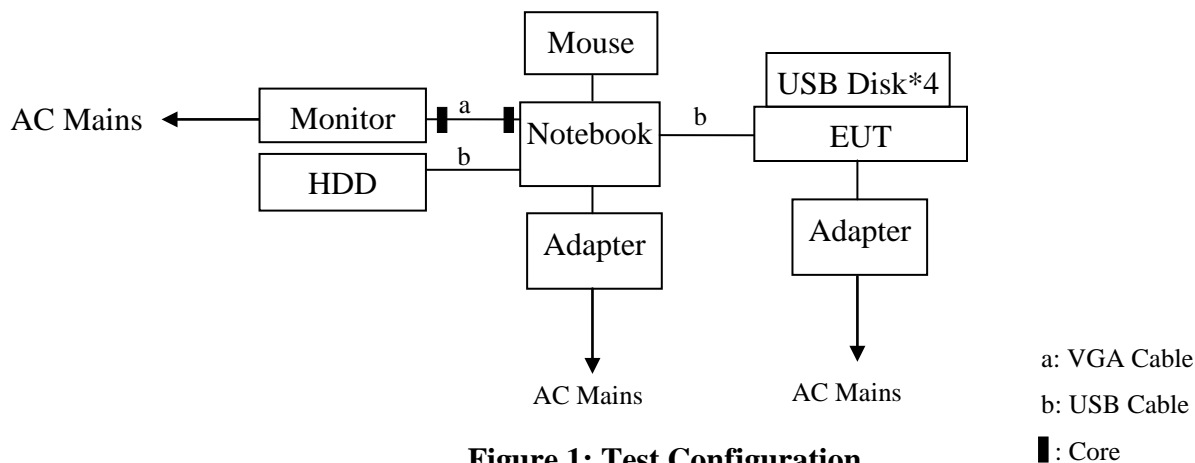 Mouse
USB Disk*4
AC Mains
Monitor
a
Notebook
b
EUT
b
HDD
Adapter
Adapter
AC Mains
AC Mains
a: VGA Cable
b: USB Cable
: Core
Figure 1: Test Configuration